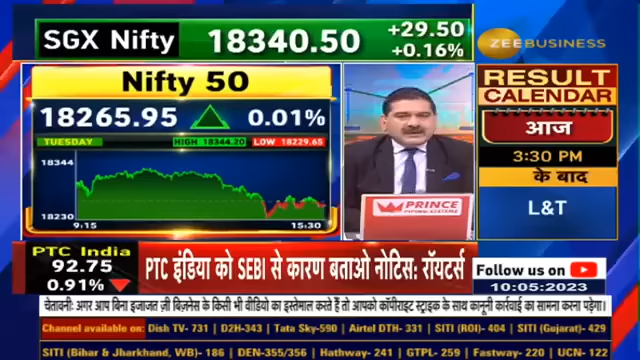 SGX Nifty 18340.50 +29.50
+0.16%
ZEE BUSINESS
Nifty 50
18265.95 0.01%
TUESDAY HIGH 18344.20 LOW 18229.65
18344
18230
9:15 15:30
PRINCE
PIPING SYSTEMS
RESULT
CALENDAR
आज
3:30 PM
के बाद
L&T
PTC India
92.75
0.91%
PTC इंडिया को SEBI से कारण बताओ नोटिस: रॉयटर्स
Follow us on
10:05:2023
चेतावनी: अगर आप बिना इजाजत ज़ी बिज़नेस के किसी भी वीडियो का इस्तेमाल करते हैं तो आपको कॉपीराइट स्ट्राइक के साथ कानूनी कार्रवाई का सामना करना पड़ेगा.
Channel available on: Dish TV- 731 | D2H-343 | Tata Sky-590 | Airtel DTH- 331 | SITI (ROI)- 404 | SITI (Gujarat)- 429
SITI (Bihar & Jharkhand, WB)- 186 | DEN-355/356 | Hathway-241 | GTPL-259 | Fastway-220 | UCN-122